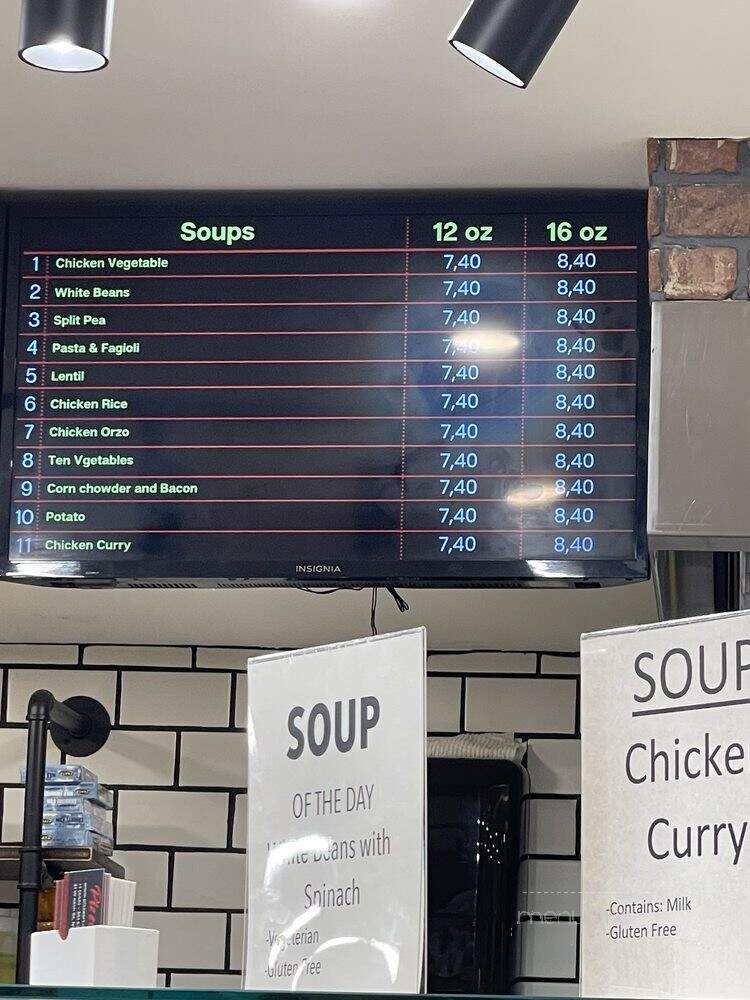 Soups 12 oz 16 oz
1 Chicken Vegetable 7,40 8,40
2 White Beans 7,40 8,40
3 Split Pea 7,40 8,40
4 Pasta & Fagioli 7,40 8,40
5 Lentil 7,40 8,40
6 Chicken Rice 7,40 8,40
7 Chicken Orzo 7,40 8,40
8 Ten Vgetables 7,40 8,40
9 Corn chowder and Bacon 7,40 8,40
10 Potato 7,40 8,40
11 Chicken Curry 7,40 8,40
INSIGNIA
SOUP
OF THE DAY
White Beans with
Spinach
-Vegeterian
-Gluten Free
SOUP
Chicke
Curry
-Contains: Milk
-Gluten Free